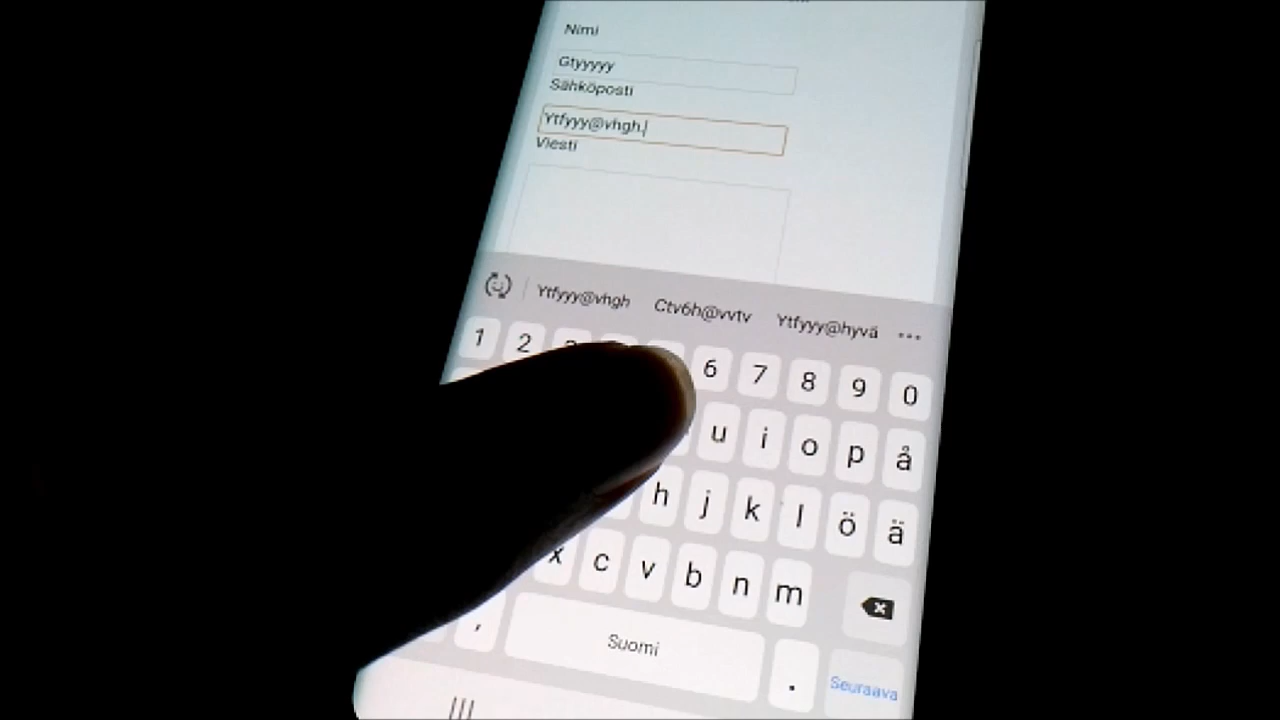 Nimi
Gtyyyyy
Sähköposti
Ytfyyy@vhgh.
Viesti
Ytfyyy@vhgh Ctv6h@vvtv Ytfyyy@hyvä ...
1 2 6 7 8 9 0
u i o p å
h j k l ö ä
x c v b n m
, Suomi . Seuraava